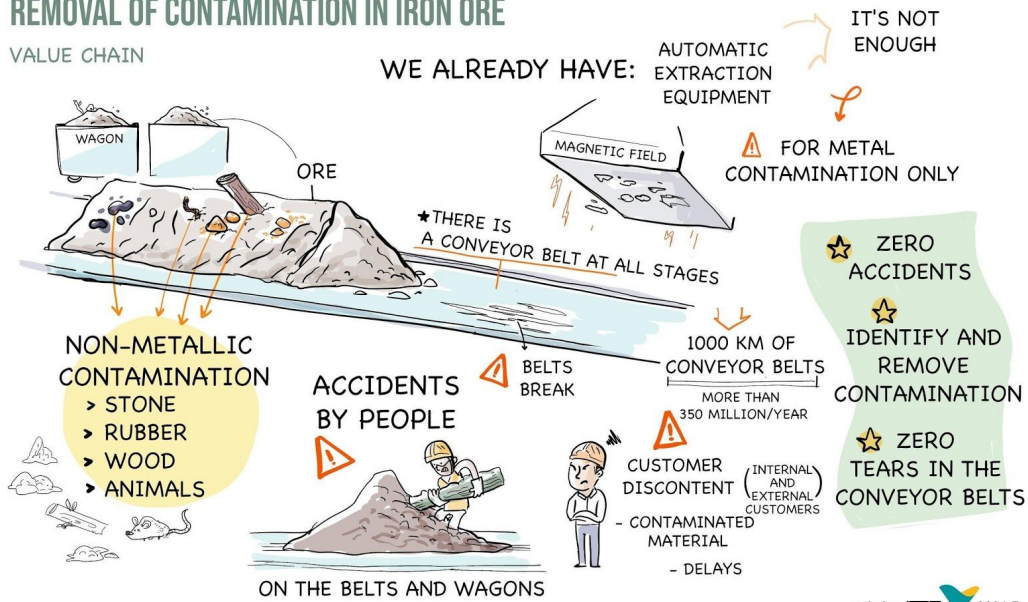 REMOVAL OF CONTAMINATION IN IRON ORE
VALUE CHAIN
WE ALREADY HAVE:
AUTOMATIC
EXTRACTION
EQUIPMENT
IT'S NOT
ENOUGH
FOR METAL
CONTAMINATION ONLY
WAGON
ORE
MAGNETIC FIELD
★THERE IS
A CONVEYOR BELT AT ALL STAGES
NON-METALLIC
CONTAMINATION
> STONE
> RUBBER
> WOOD
> ANIMALS
ACCIDENTS
BY PEOPLE
ON THE BELTS AND WAGONS
BELTS
BREAK
1000 KM OF
CONVEYOR BELTS
MORE THAN
350 MILLION/YEAR
CUSTOMER
DISCONTENT
(INTERNAL
AND
EXTERNAL
CUSTOMERS)
- CONTAMINATED
MATERIAL
- DELAYS
ZERO
ACCIDENTS
IDENTIFY AND
REMOVE
CONTAMINATION
ZERO
TEARS IN THE
CONVEYOR BELTS